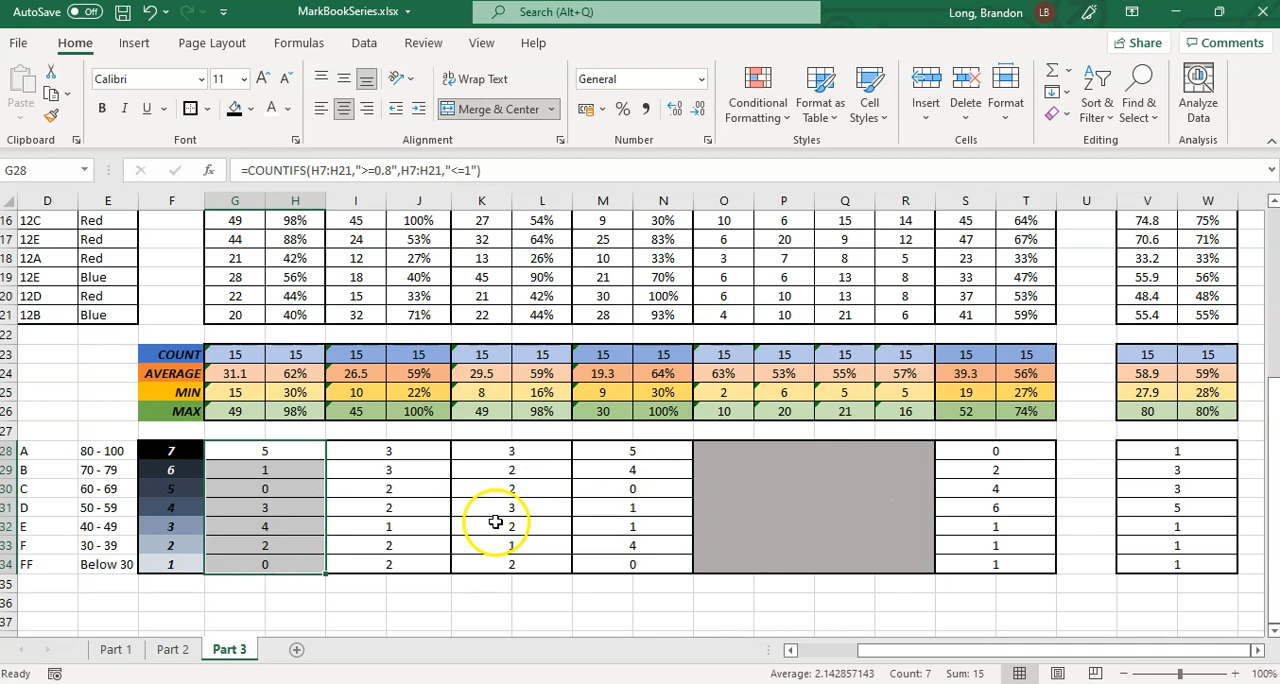 AutoSave Off MarkBookSeries.xlsx Search (Alt+Q) Long, Brandon LB
File Home Insert Page Layout Formulas Data Review View Help Share Comments
Paste Calibri 11 Wrap Text General Conditional Formatting Format as Table Cell Styles Insert Delete Format Sort & Filter Find & Select Analyze Data
B I U A Merge & Center
Clipboard Font Alignment Number Styles Cells Editing Analysis
G28 fx =COUNTIFS(H7:H21,">=0.8",H7:H21,"<=1")
D E F G H I J K L M N O P Q R S T U V W
16 12C Red 49 98% 45 100% 27 54% 9 30% 10 6 15 14 45 64% 74.8 75%
17 12E Red 44 88% 24 53% 32 64% 25 83% 6 20 9 12 47 67% 70.6 71%
18 12A Red 21 42% 12 27% 13 26% 10 33% 3 7 8 5 23 33% 33.2 33%
19 12E Blue 28 56% 18 40% 45 90% 21 70% 6 6 13 8 33 47% 55.9 56%
20 12D Red 22 44% 15 33% 21 42% 30 100% 6 10 13 8 37 53% 48.4 48%
21 12B Blue 20 40% 32 71% 22 44% 28 93% 4 10 21 6 41 59% 55.4 55%
22
23 COUNT 15 15 15 15 15 15 15 15 15 15 15 15 15 15 15 15
24 AVERAGE 31.1 62% 26.5 59% 29.5 59% 19.3 64% 63% 53% 55% 57% 39.3 56% 58.9 59%
25 MIN 15 30% 10 22% 8 16% 9 30% 2 6 5 5 19 27% 27.9 28%
26 MAX 49 98% 45 100% 49 98% 30 100% 10 20 21 16 52 74% 80 80%
27
28 A 80 - 100 7 5 3 3 5 0 1
29 B 70 - 79 6 1 3 2 4 2 3
30 C 60 - 69 5 0 2 2 0 4 3
31 D 50 - 59 4 3 2 3 1 6 5
32 E 40 - 49 3 4 1 2 1 1 1
33 F 30 - 39 2 2 2 1 4 1 1
34 FF Below 30 1 0 2 2 0 1 1
35
36
37
Part 1 Part 2 Part 3
Ready Average: 2.142857143 Count: 7 Sum: 15 100%